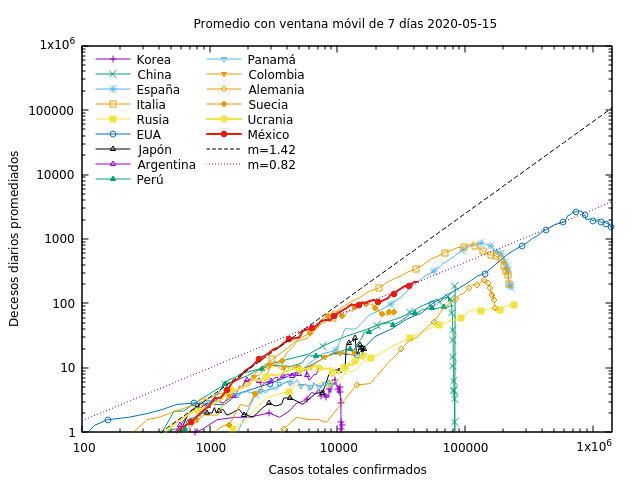 Promedio con ventana móvil de 7 días 2020-05-15
1x10⁶
100000
10000
1000
100
10
1
Decesos diarios promediados
Korea
China
España
Italia
Rusia
EUA
Japón
Argentina
Perú
Panamá
Colombia
Alemania
Suecia
Ucrania
México
m=1.42
m=0.82
100
1000
10000
100000
1x10⁶
Casos totales confirmados